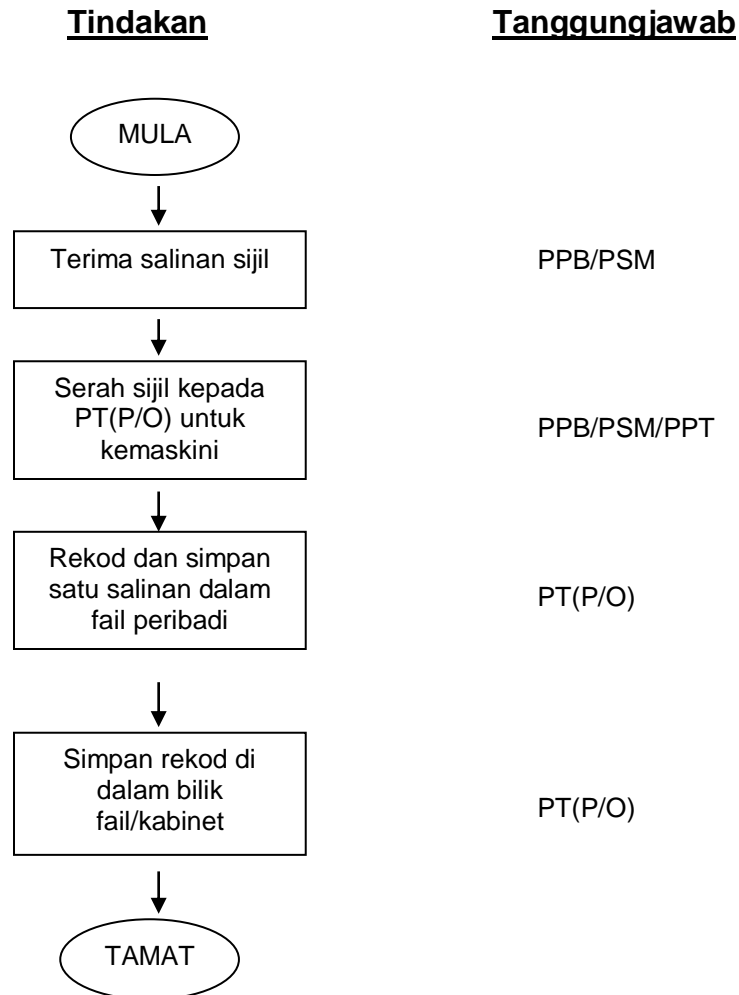 Tindakan Tanggungjawab
MULA
Terima salinan sijil PPB/PSM
Serah sijil kepada
PT(P/O) untuk
kemaskini
PPB/PSM/PPT
Rekod dan simpan
satu salinan dalam
fail peribadi
PT(P/O)
Simpan rekod di
dalam bilik
fail/kabinet
PT(P/O)
TAMAT